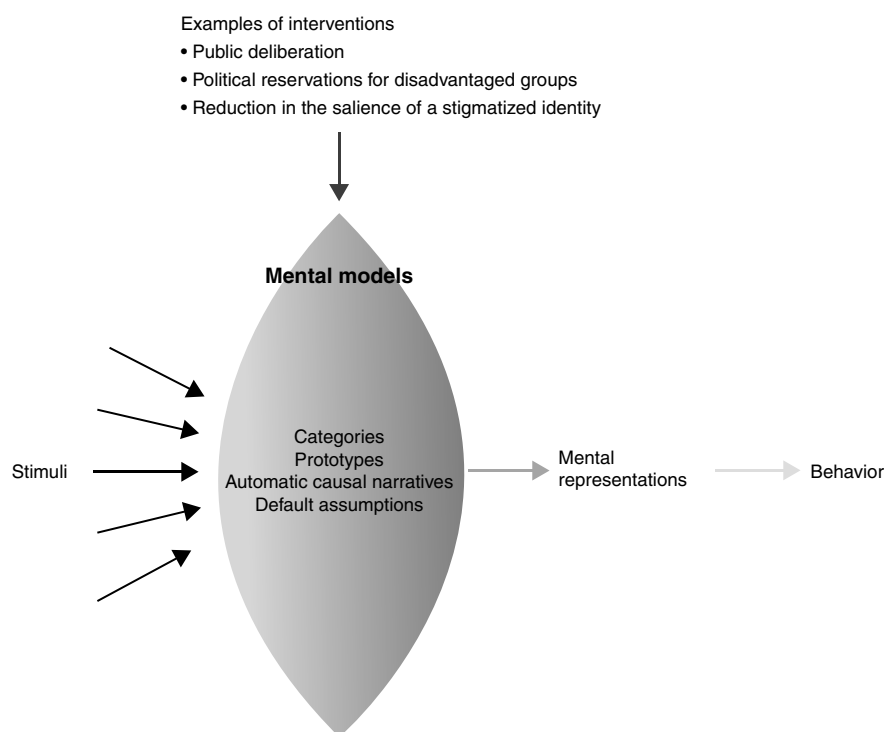 Examples of interventions
• Public deliberation
• Political reservations for disadvantaged groups
• Reduction in the salience of a stigmatized identity
Mental models
Categories
Prototypes
Automatic causal narratives
Default assumptions
Stimuli
Mental
representations
Behavior